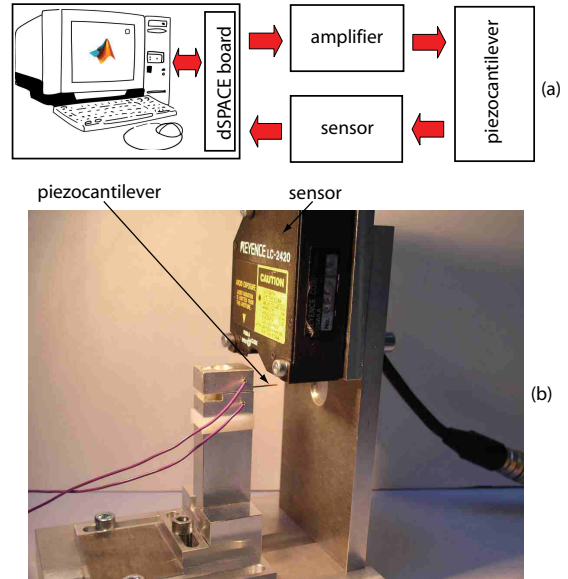 dSPACE board
amplifier
sensor
piezocantilever
(a)
piezocantilever
sensor
KEYENCE LC-2420
CAUTION
(b)